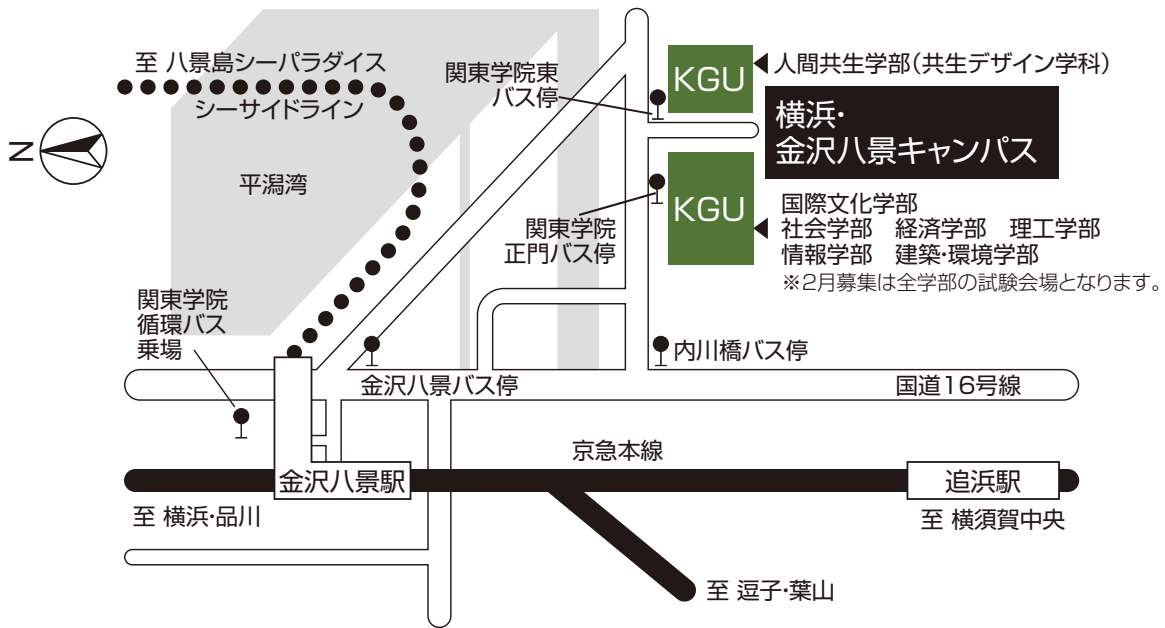 至 八景島シーパラダイス
シーサイドライン
N
平潟湾
関東学院東
バス停
KGU
人間共生学部（共生デザイン学科）
横浜・
金沢八景キャンパス
関東学院
正門バス停
KGU
国際文化学部
社会学部　経済学部　理工学部
情報学部　建築・環境学部
※2月募集は全学部の試験会場となります。
関東学院
循環バス
乗場
内川橋バス停
金沢八景バス停
国道16号線
京急本線
金沢八景駅
追浜駅
至 横浜・品川
至 横須賀中央
至 逗子・葉山